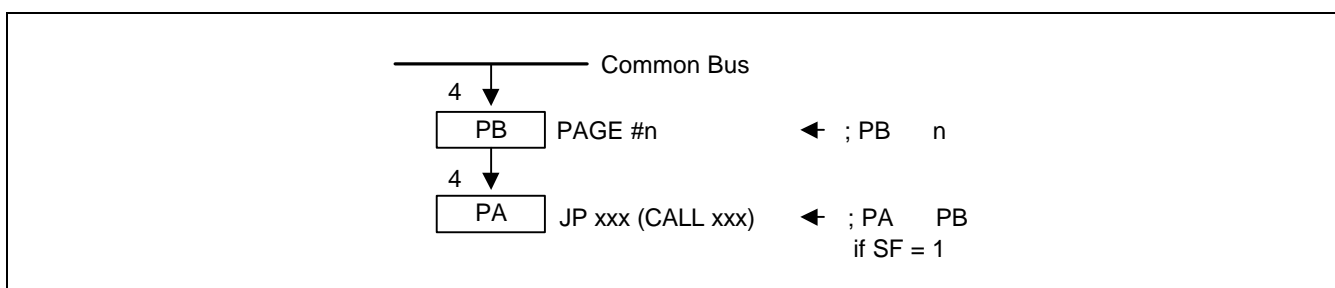 Common Bus
4
PB PAGE #n ← ; PB n
4
PA JP xxx (CALL xxx) ← ; PA PB
if SF = 1